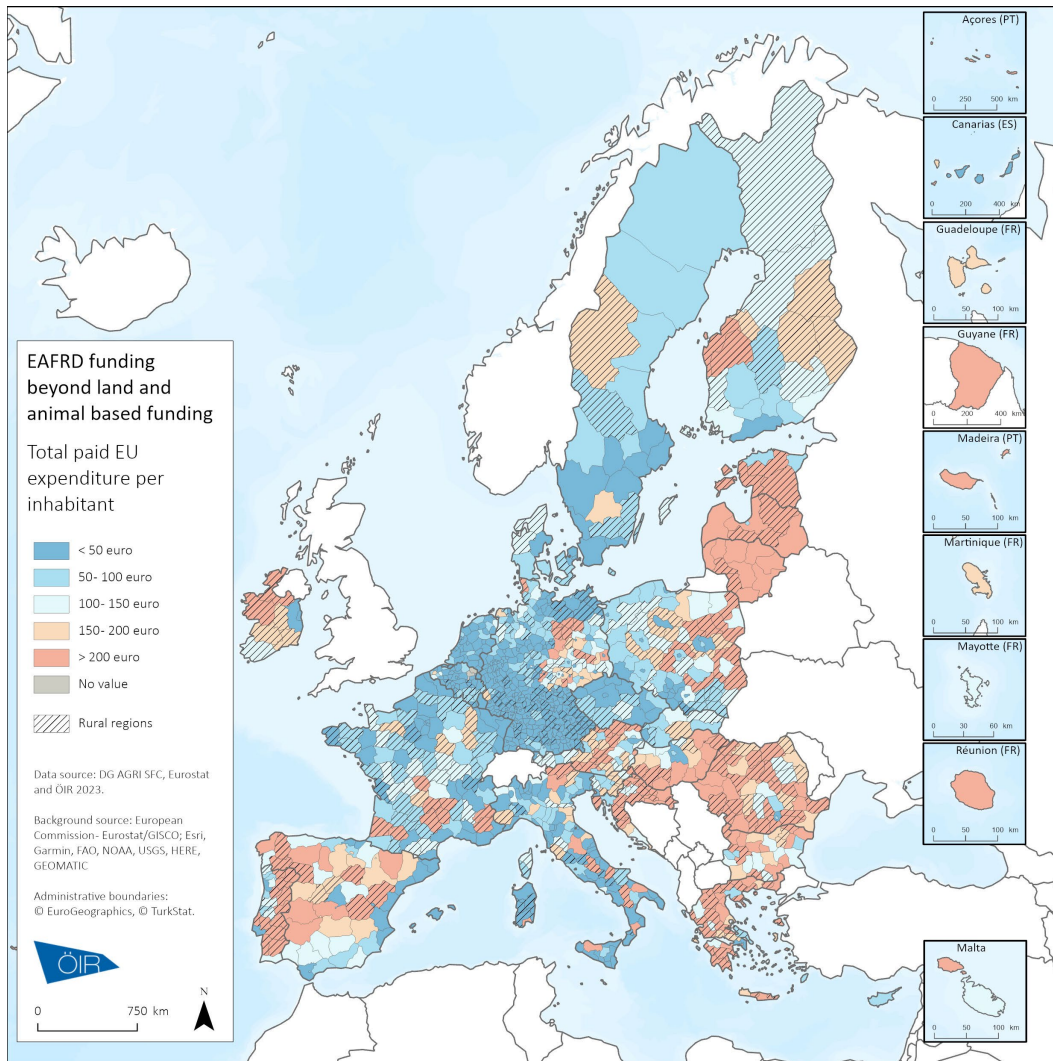 EAFRD funding
beyond land and
animal based funding
Total paid EU
expenditure per
inhabitant
< 50 euro
50- 100 euro
100- 150 euro
150- 200 euro
> 200 euro
No value
Rural regions
Data source: DG AGRI SFC, Eurostat
and ÖIR 2023.
Background source: European
Commission- Eurostat/GISCO; Esri,
Garmin, FAO, NOAA, USGS, HERE,
GEOMATIC
Administrative boundaries:
© EuroGeographics, © TurkStat.
ÖIR
N
0 750 km
Açores (PT)
0 250 500 km
Canarias (ES)
0 200 400 km
Guadeloupe (FR)
0 50 100 km
Guyane (FR)
0 200 400 km
Madeira (PT)
0 50 100 km
Martinique (FR)
0 50 100 km
Mayotte (FR)
0 30 60 km
Réunion (FR)
0 50 100 km
Malta
0 50 100 km